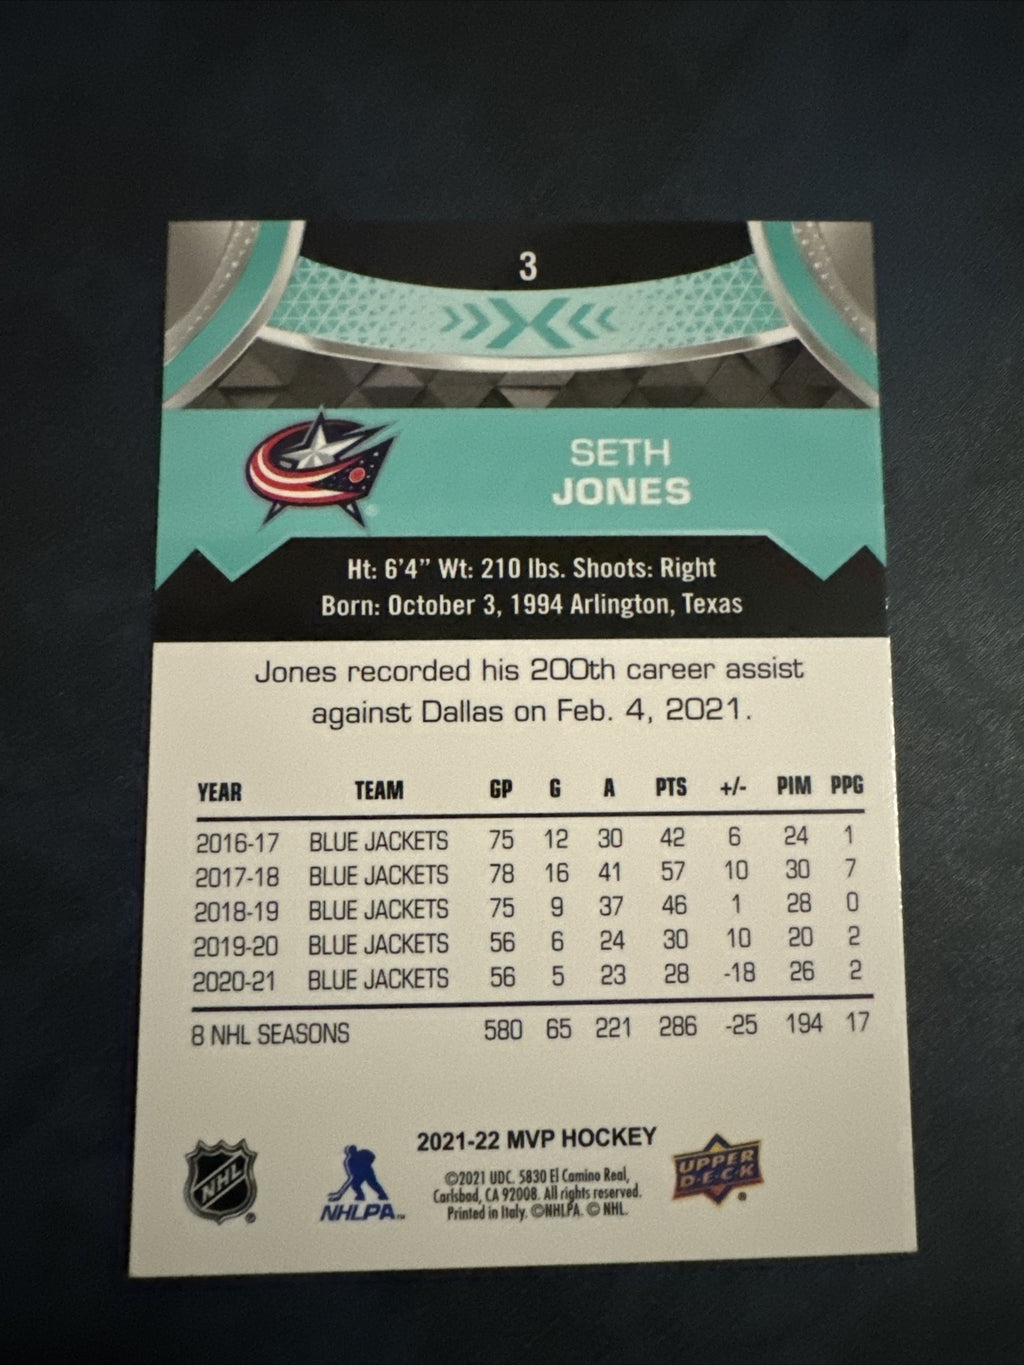 3
SETH
JONES
Ht: 6'4" Wt: 210 lbs. Shoots: Right
Born: October 3, 1994 Arlington, Texas
Jones recorded his 200th career assist
against Dallas on Feb. 4, 2021.
YEAR TEAM GP G A PTS +/- PIM PPG
2016-17 BLUE JACKETS 75 12 30 42 6 24 1
2017-18 BLUE JACKETS 78 16 41 57 10 30 7
2018-19 BLUE JACKETS 75 9 37 46 1 28 0
2019-20 BLUE JACKETS 56 6 24 30 10 20 2
2020-21 BLUE JACKETS 56 5 23 28 -18 26 2
8 NHL SEASONS 580 65 221 286 -25 194 17
2021-22 MVP HOCKEY
©2021 UDC. 5830 El Camino Real,
Carlsbad, CA 92008. All rights reserved.
Printed in Italy. ©NHLPA. © NHL.
NHL ®
NHLPA™
UPPER
D·E·C·K ®